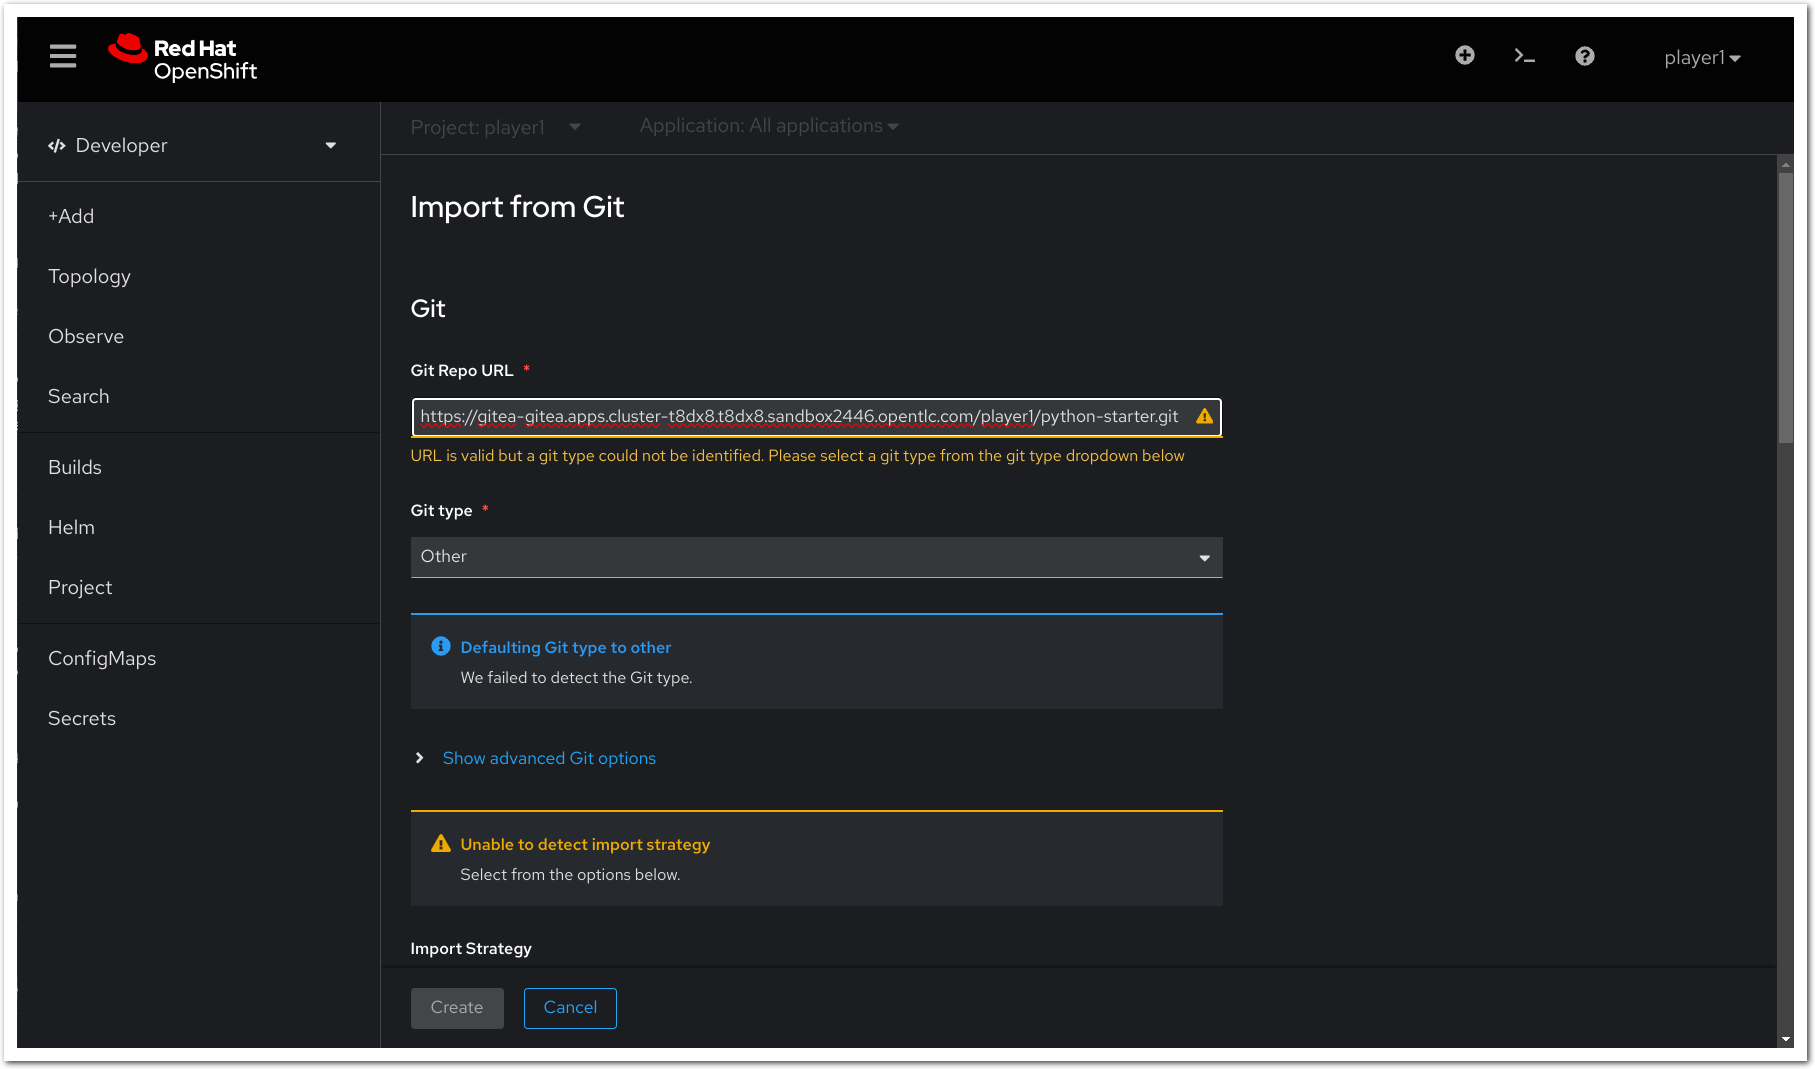 Red Hat
OpenShift
player1
Developer
Project: player1
Application: All applications
+Add
Topology
Observe
Search
Builds
Helm
Project
ConfigMaps
Secrets
Import from Git
Git
Git Repo URL *
https://gitea-gitea.apps.cluster-t8dx8.t8dx8.sandbox2446.opentlc.com/player1/python-starter.git
URL is valid but a git type could not be identified. Please select a git type from the git type dropdown below
Git type *
Other
Defaulting Git type to other
We failed to detect the Git type.
Show advanced Git options
Unable to detect import strategy
Select from the options below.
Import Strategy
Create
Cancel